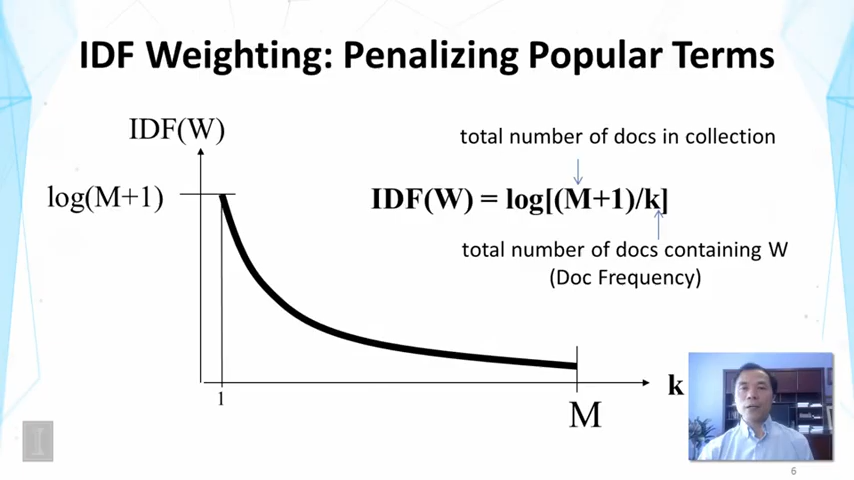 IDF Weighting: Penalizing Popular Terms
IDF(W)
total number of docs in collection
log(M+1)
IDF(W) = log[(M+1)/k]
total number of docs containing W
(Doc Frequency)
k
1
M
I
6